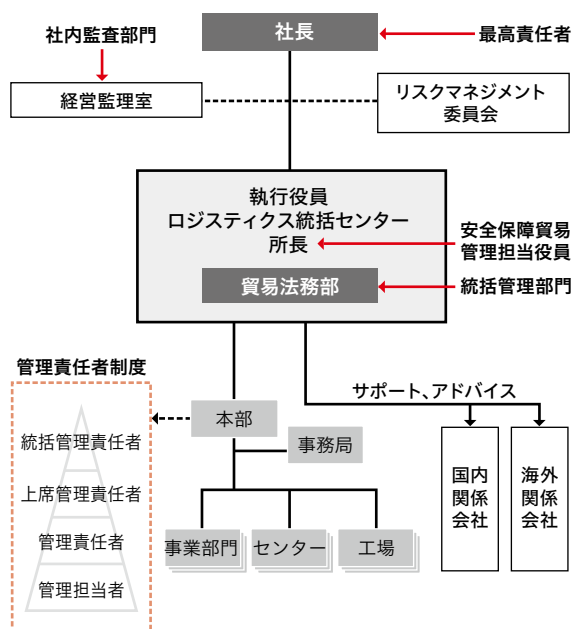 社長
最高責任者
社内監査部門
経営監理室
リスクマネジメント
委員会
執行役員
ロジスティクス統括センター
所長
安全保障貿易
管理担当役員
貿易法務部
統括管理部門
管理責任者制度
サポート、アドバイス
本部
事務局
統括管理責任者
上席管理責任者
管理責任者
管理担当者
事業部門
センター
工場
国内
関係
会社
海外
関係
会社